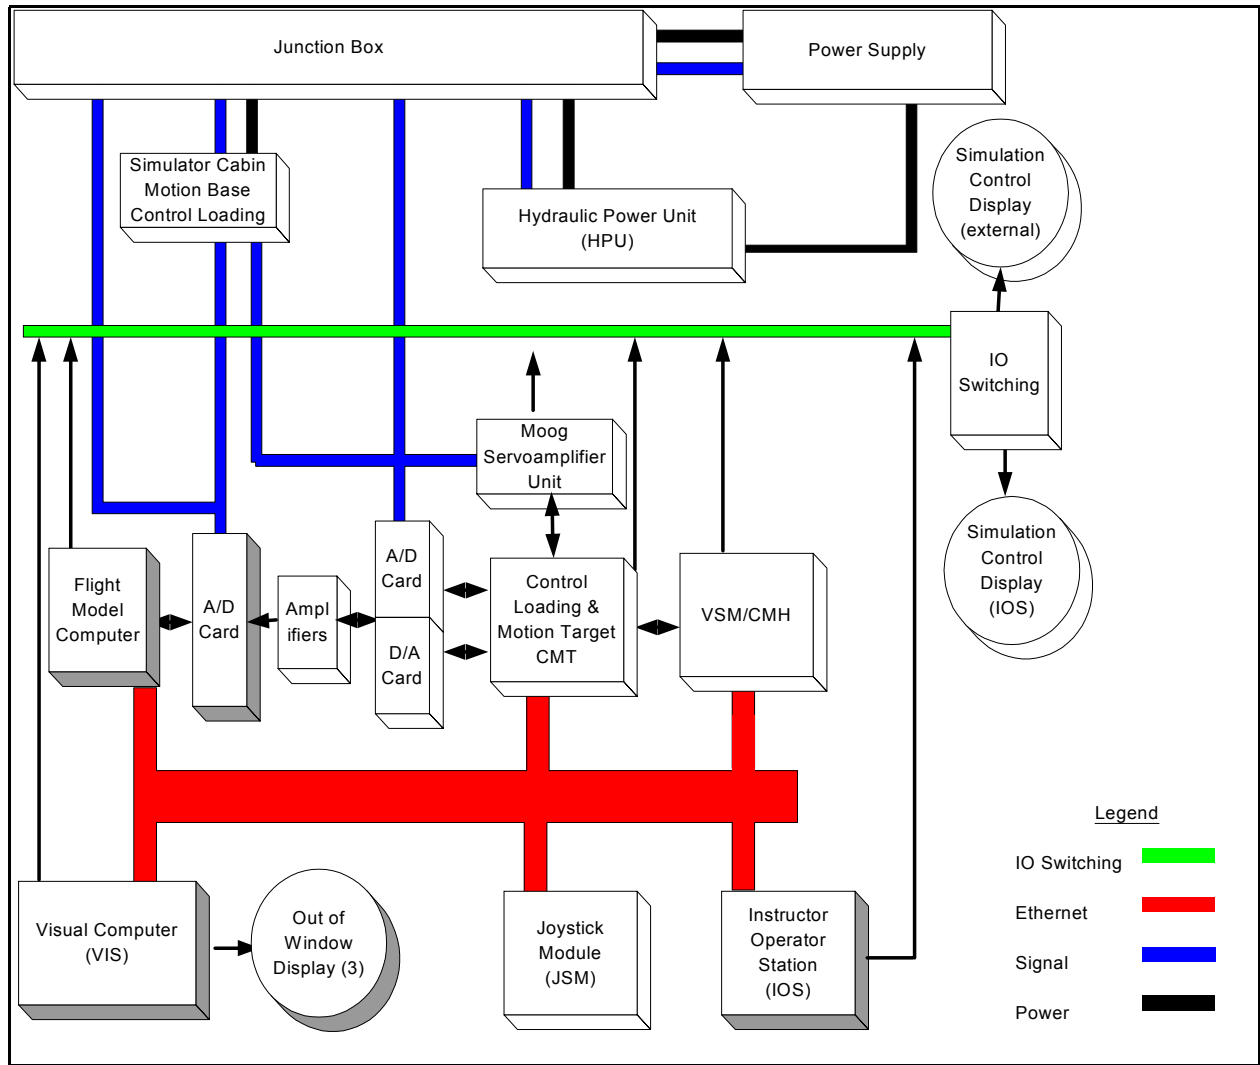 Junction Box
Power Supply
Simulator Cabin
Motion Base
Control Loading
Hydraulic Power Unit
(HPU)
Simulation
Control
Display
(external)
IO
Switching
Moog
Servoamplifier
Unit
Simulation
Control
Display
(IOS)
Flight
Model
Computer
A/D
Card
Ampl
ifiers
A/D
Card
D/A
Card
Control
Loading &
Motion Target
CMT
VSM/CMH
Visual Computer
(VIS)
Out of
Window
Display (3)
Joystick
Module
(JSM)
Instructor
Operator
Station
(IOS)
Legend
IO Switching
Ethernet
Signal
Power